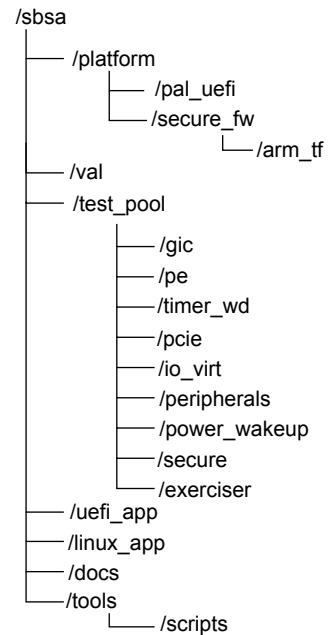 /sbsa
/platform
/pal_uefi
/secure_fw
/arm_tf
/val
/test_pool
/gic
/pe
/timer_wd
/pcie
/io_virt
/peripherals
/power_wakeup
/secure
/exerciser
/uefi_app
/linux_app
/docs
/tools
/scripts